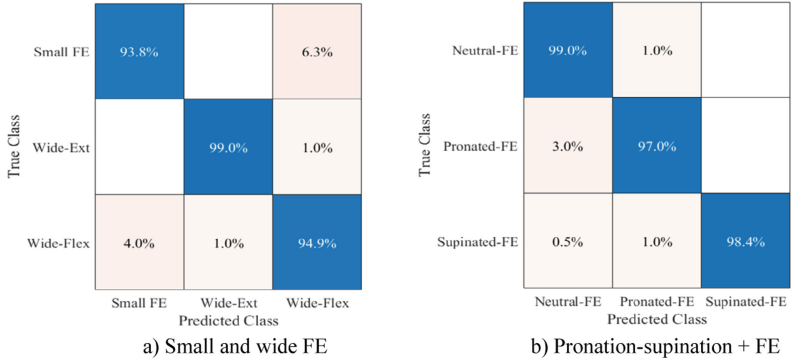 True Class
Small FE 93.8% 6.3%
Wide-Ext 99.0% 1.0%
Wide-Flex 4.0% 1.0% 94.9%
Small FE Wide-Ext Wide-Flex
Predicted Class
a) Small and wide FE
True Class
Neutral-FE 99.0% 1.0%
Pronated-FE 3.0% 97.0%
Supinated-FE 0.5% 1.0% 98.4%
Neutral-FE Pronated-FE Supinated-FE
Predicted Class
b) Pronation-supination + FE